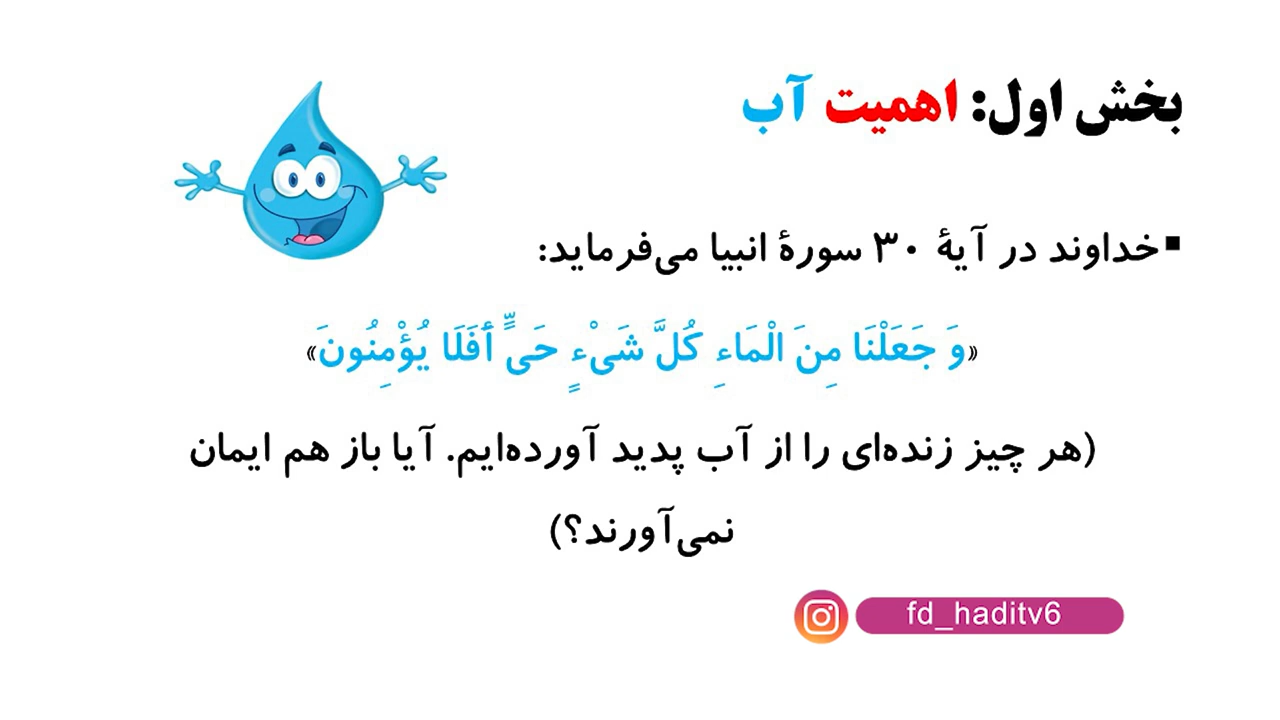 بخش اول: اهمیت آب
▪خداوند در آیهٔ ۳۰ سورهٔ انبیا می‌فرماید:
«وَ جَعَلْنَا مِنَ الْمَاءِ کُلَّ شَیْءٍ حَیٍّ أَفَلَا یُؤْمِنُونَ»
(هر چیز زنده‌ای را از آب پدید آورده‌ایم. آیا باز هم ایمان
نمی‌آورند؟)
fd_haditv6